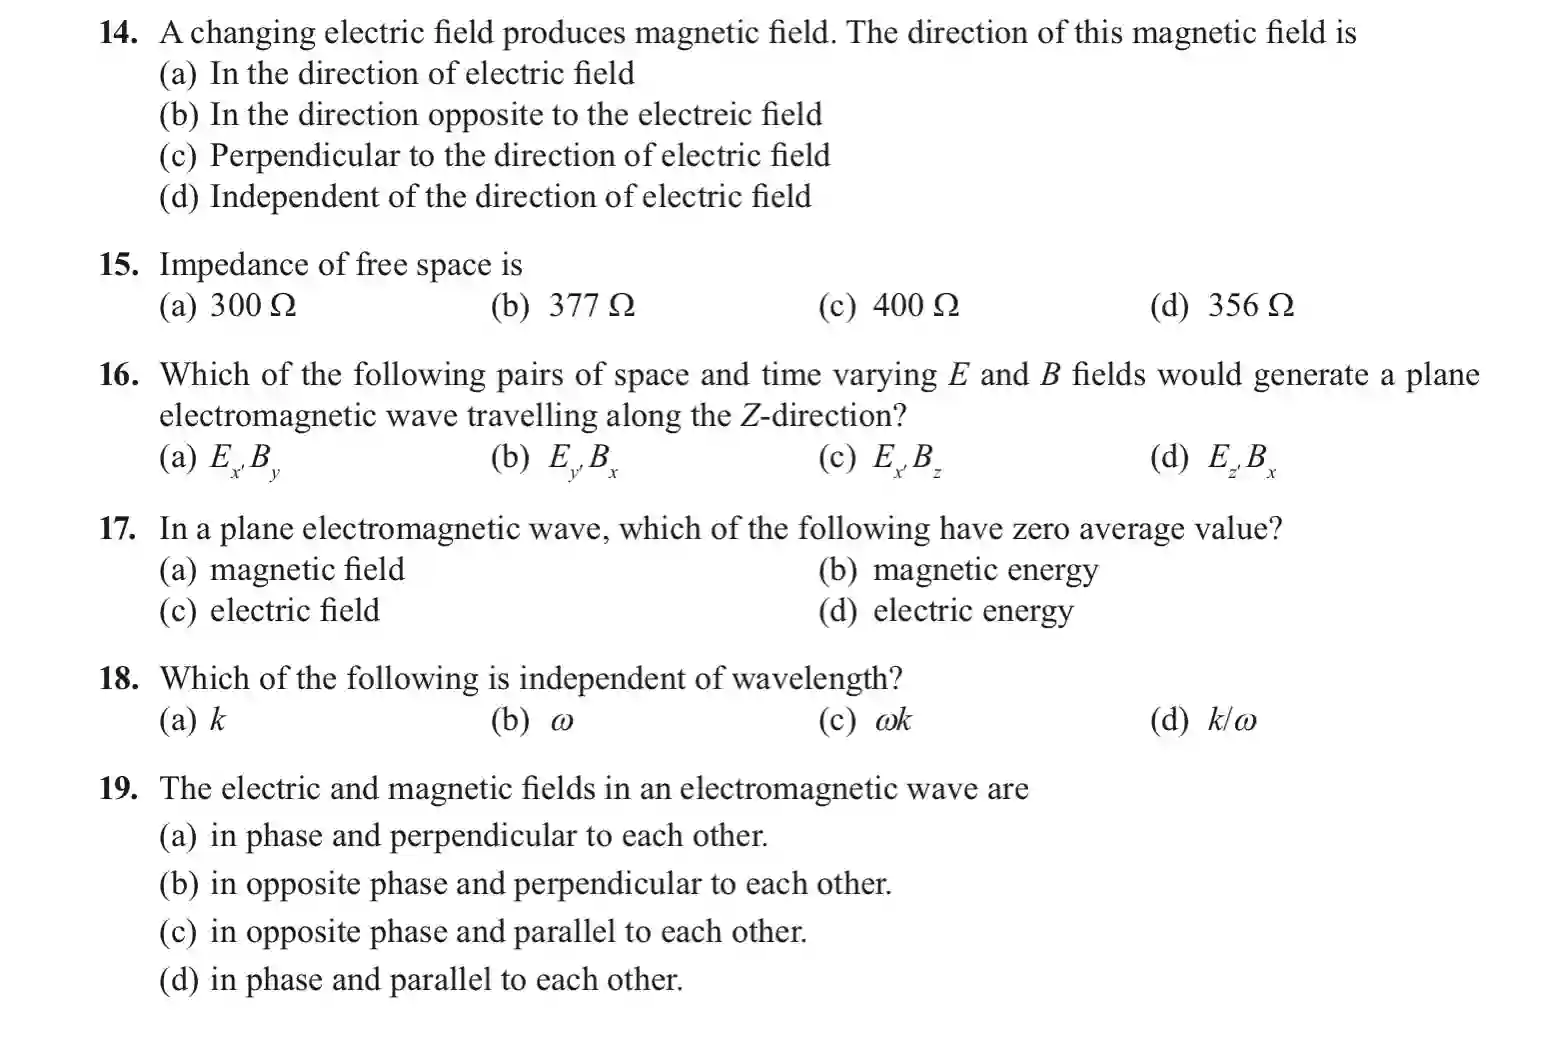 14. A changing electric field produces magnetic field. The direction of this magnetic field is
(a) In the direction of electric field
(b) In the direction opposite to the electreic field
(c) Perpendicular to the direction of electric field
(d) Independent of the direction of electric field
15. Impedance of free space is
(a) 300 Ω (b) 377 Ω (c) 400 Ω (d) 356 Ω
16. Which of the following pairs of space and time varying E and B fields would generate a plane
electromagnetic wave travelling along the Z-direction?
(a) E_x, B_y (b) E_y, B_x (c) E_x, B_z (d) E_z, B_x
17. In a plane electromagnetic wave, which of the following have zero average value?
(a) magnetic field (b) magnetic energy
(c) electric field (d) electric energy
18. Which of the following is independent of wavelength?
(a) k (b) ω (c) ωk (d) k/ω
19. The electric and magnetic fields in an electromagnetic wave are
(a) in phase and perpendicular to each other.
(b) in opposite phase and perpendicular to each other.
(c) in opposite phase and parallel to each other.
(d) in phase and parallel to each other.